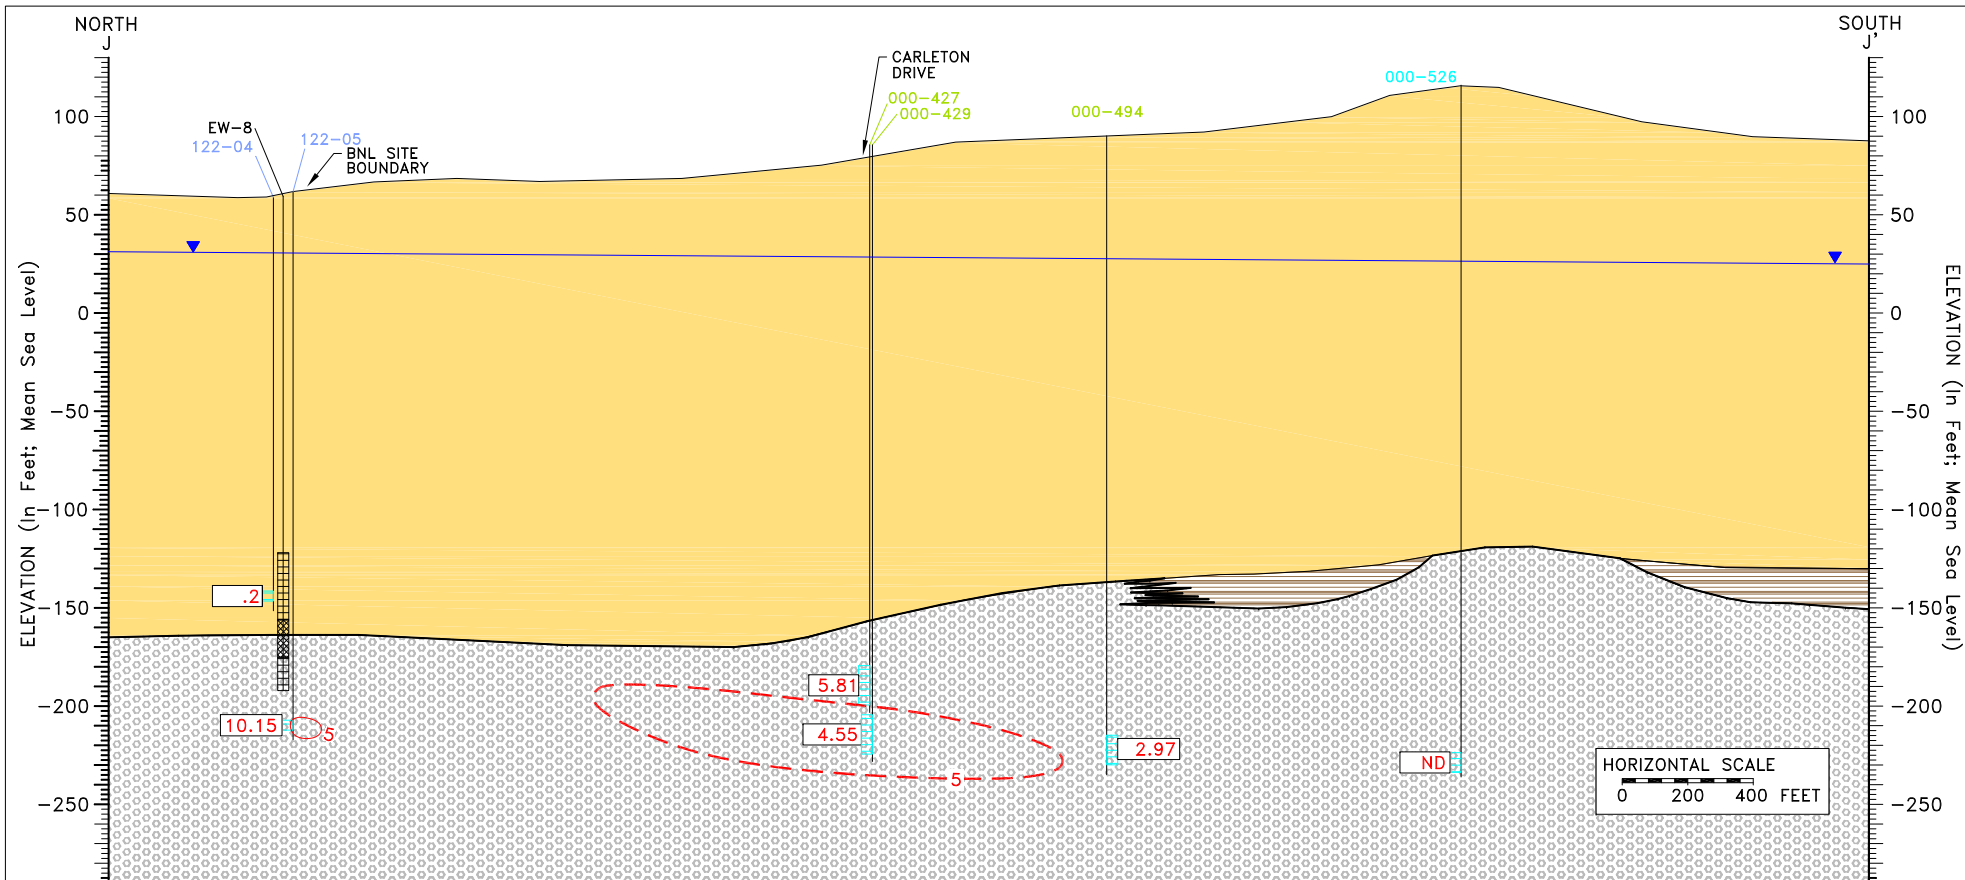 NORTH
J
SOUTH
J'
CARLETON
DRIVE
000-427
000-429
000-494
000-526
EW-8
122-04
122-05
BNL SITE
BOUNDARY
100
50
0
-50
-100
-150
-200
-250
ELEVATION (In Feet; Mean Sea Level)
100
50
0
-50
-100
-150
-200
-250
ELEVATION (In Feet; Mean Sea Level)
.2
10.15
5
5.81
4.55
5
2.97
ND
HORIZONTAL SCALE
0 200 400 FEET